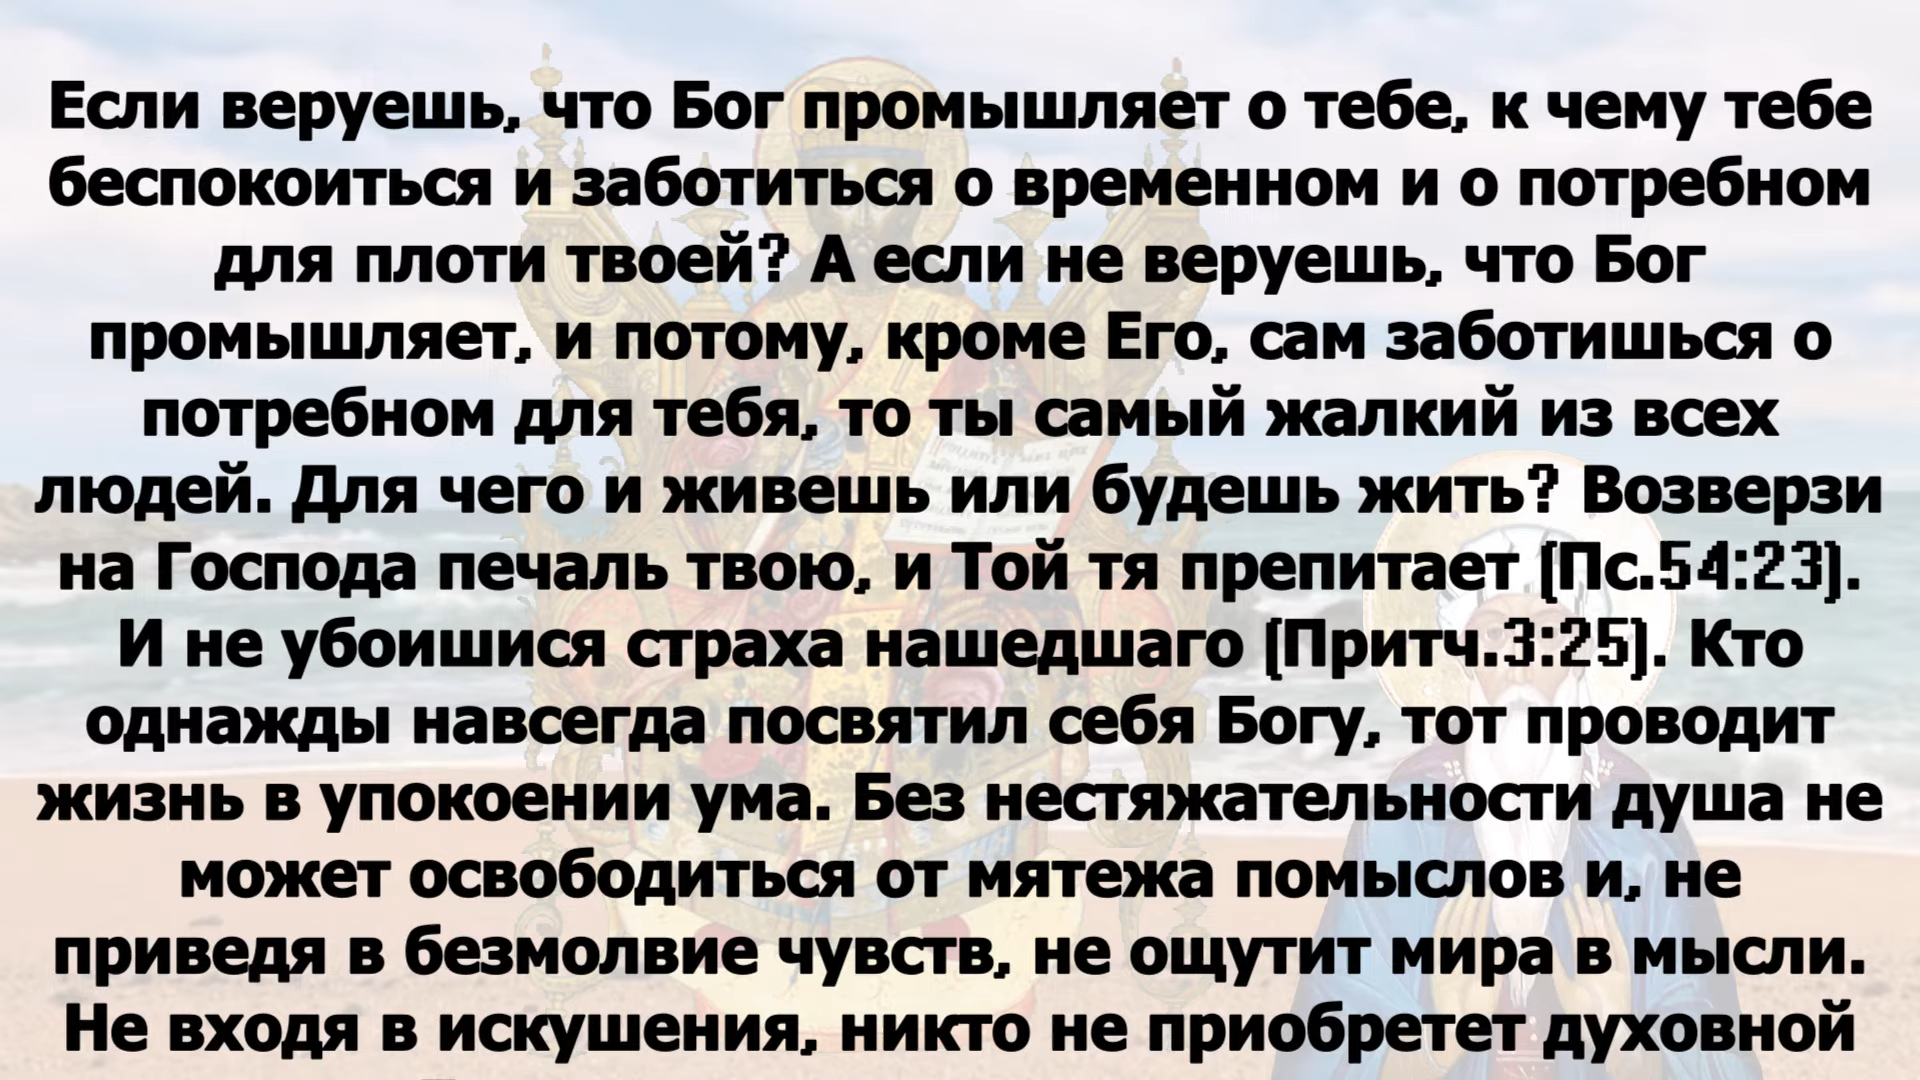 Если веруешь, что Бог промышляет о тебе, к чему тебе
беспокоиться и заботиться о временном и о потребном
для плоти твоей? А если не веруешь, что Бог
промышляет, и потому, кроме Его, сам заботишься о
потребном для тебя, то ты самый жалкий из всех
людей. Для чего и живешь или будешь жить? Возверзи
на Господа печаль твою, и Той тя препитает (Пс.54:23).
И не убоишися страха нашедшаго (Притч.3:25). Кто
однажды навсегда посвятил себя Богу, тот проводит
жизнь в упокоении ума. Без нестяжательности душа не
может освободиться от мятежа помыслов и, не
приведя в безмолвие чувств, не ощутит мира в мысли.
Не входя в искушения, никто не приобретет духовной